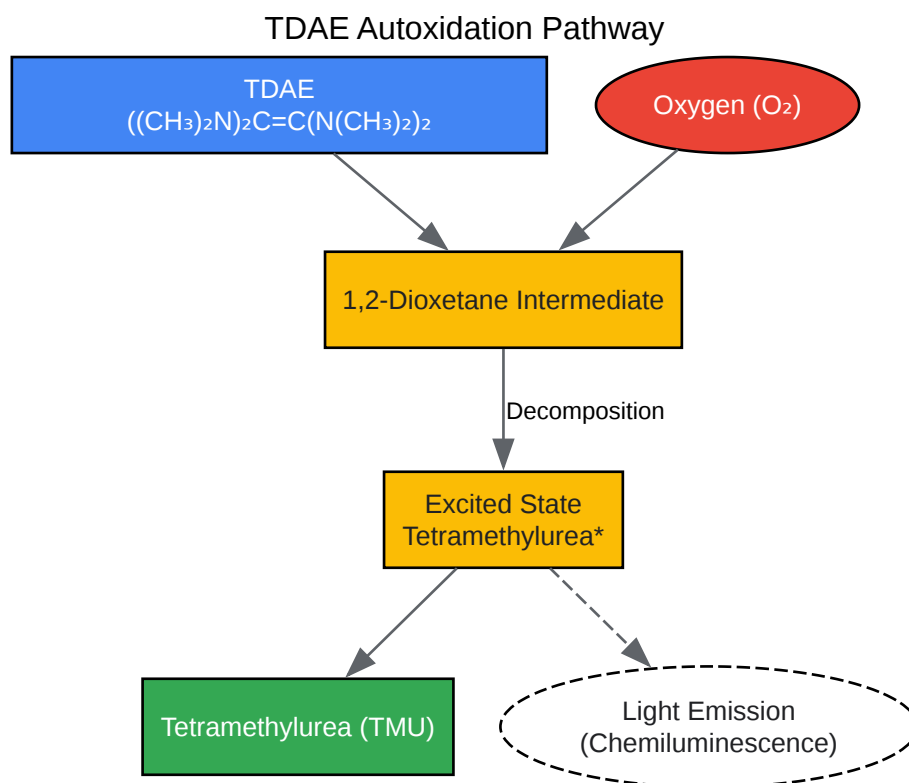 TDAE Autoxidation Pathway
TDAE
((CH₃)₂N)₂C=C(N(CH₃)₂)₂
Oxygen (O₂)
1,2-Dioxetane Intermediate
Decomposition
Excited State
Tetramethylurea*
Tetramethylurea (TMU)
Light Emission
(Chemiluminescence)